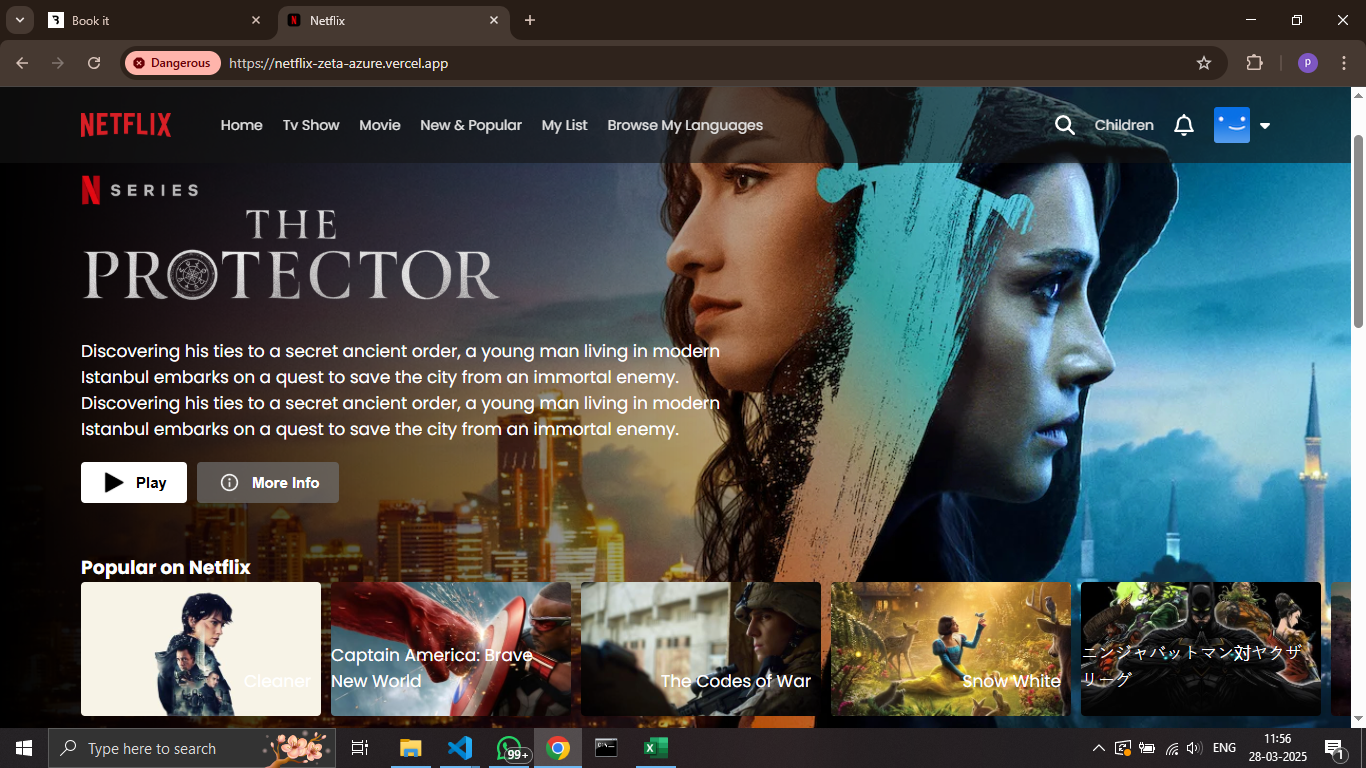 Book it
Netflix
Dangerous
https://netflix-zeta-azure.vercel.app
P
NETFLIX
Home
Tv Show
Movie
New & Popular
My List
Browse My Languages
Children
N SERIES
THE
PROTECTOR
Discovering his ties to a secret ancient order, a young man living in modern
Istanbul embarks on a quest to save the city from an immortal enemy.
Discovering his ties to a secret ancient order, a young man living in modern
Istanbul embarks on a quest to save the city from an immortal enemy.
Play
More Info
Popular on Netflix
Cleaner
Captain America: Brave
New World
The Codes of War
Snow White
ニンジャバットマン対ヤクザ
リーグ
Type here to search
99+
ENG
11:56
28-03-2025
1